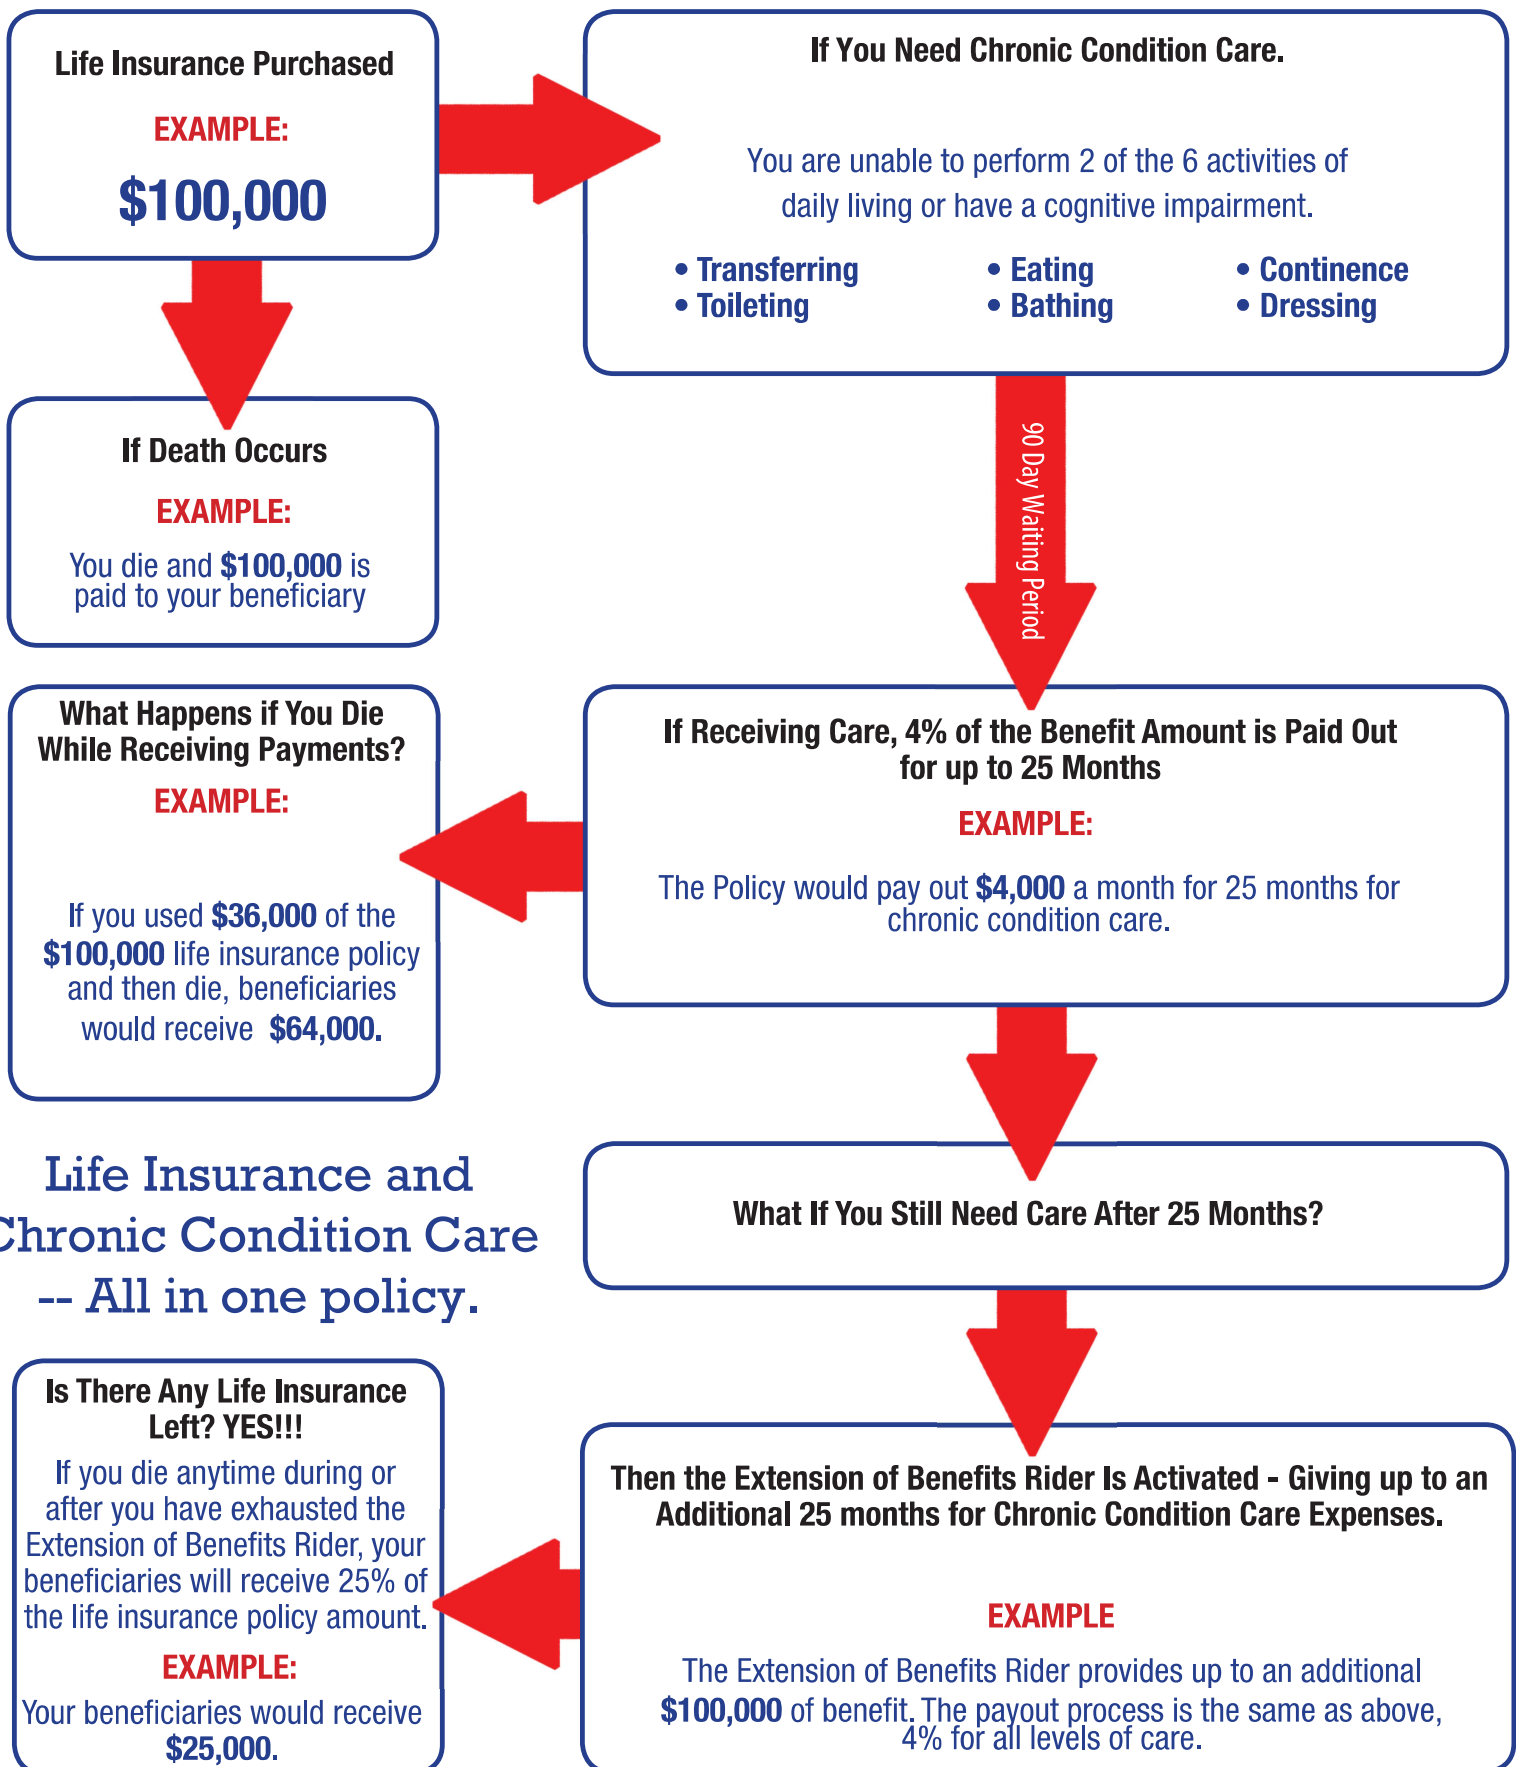 Life Insurance Purchased
EXAMPLE:
$100,000
If You Need Chronic Condition Care.
You are unable to perform 2 of the 6 activities of
daily living or have a cognitive impairment.
• Transferring • Eating • Continence
• Toileting • Bathing • Dressing
If Death Occurs
EXAMPLE:
You die and $100,000 is
paid to your beneficiary
90 Day Waiting Period
What Happens if You Die
While Receiving Payments?
EXAMPLE:
If you used $36,000 of the
$100,000 life insurance policy
and then die, beneficiaries
would receive $64,000.
If Receiving Care, 4% of the Benefit Amount is Paid Out
for up to 25 Months
EXAMPLE:
The Policy would pay out $4,000 a month for 25 months for
chronic condition care.
Life Insurance and
Chronic Condition Care
-- All in one policy.
What If You Still Need Care After 25 Months?
Is There Any Life Insurance
Left? YES!!!
If you die anytime during or
after you have exhausted the
Extension of Benefits Rider, your
beneficiaries will receive 25% of
the life insurance policy amount.
EXAMPLE:
Your beneficiaries would receive
$25,000.
Then the Extension of Benefits Rider Is Activated - Giving up to an
Additional 25 months for Chronic Condition Care Expenses.
EXAMPLE
The Extension of Benefits Rider provides up to an additional
$100,000 of benefit. The payout process is the same as above,
4% for all levels of care.